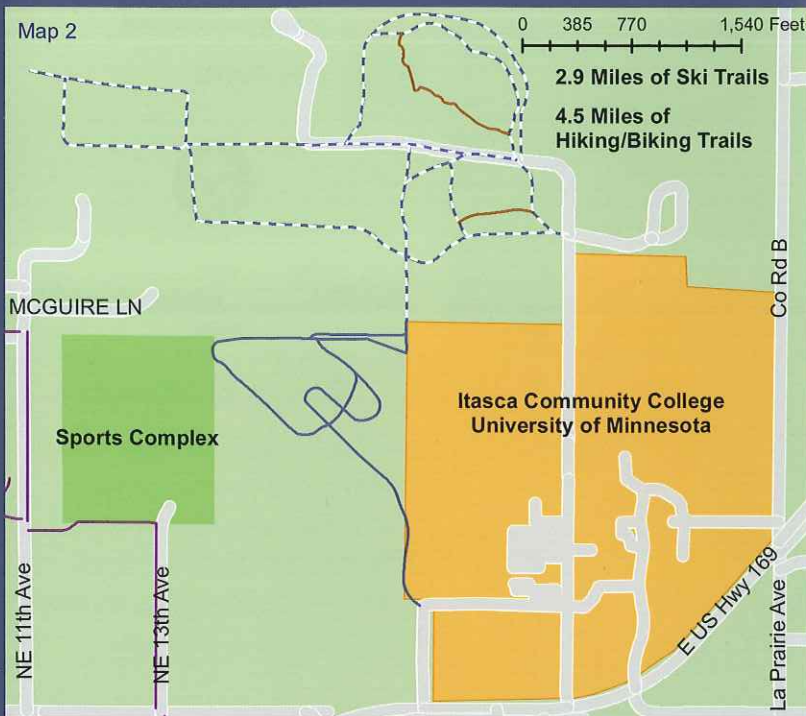 Map 2
0 385 770 1,540 Feet
2.9 Miles of Ski Trails
4.5 Miles of
Hiking/Biking Trails
Co Rd B
MCGUIRE LN
Itasca Community College
University of Minnesota
Sports Complex
NE 11th Ave
NE 13th Ave
E US Hwy 169
La Prairie Ave